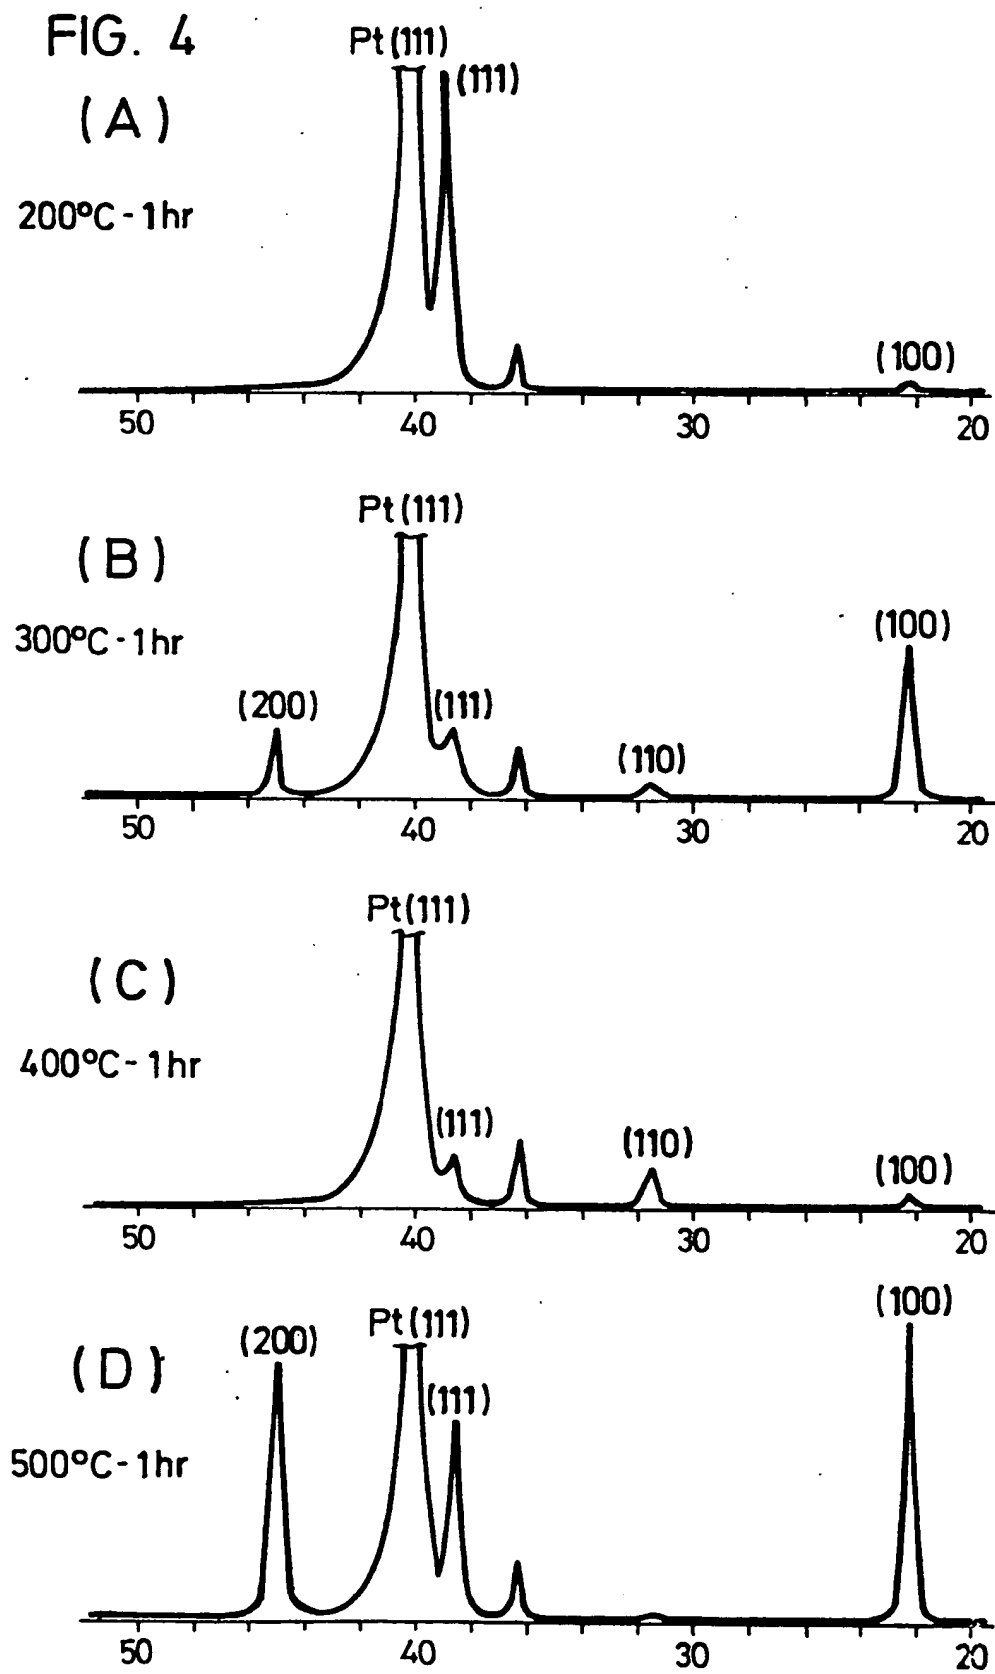 FIG. 4
Pt(111)
(111)
(A)
200°C-1hr
(100)
50 40 30 20
Pt(111)
(B)
300°C-1hr
(200)
(111)
(110)
(100)
50 40 30 20
Pt(111)
(C)
400°C-1hr
(111)
(110)
(100)
50 40 30 20
(200)
Pt(111)
(100)
(D)
(111)
500°C-1hr
50 40 30 20